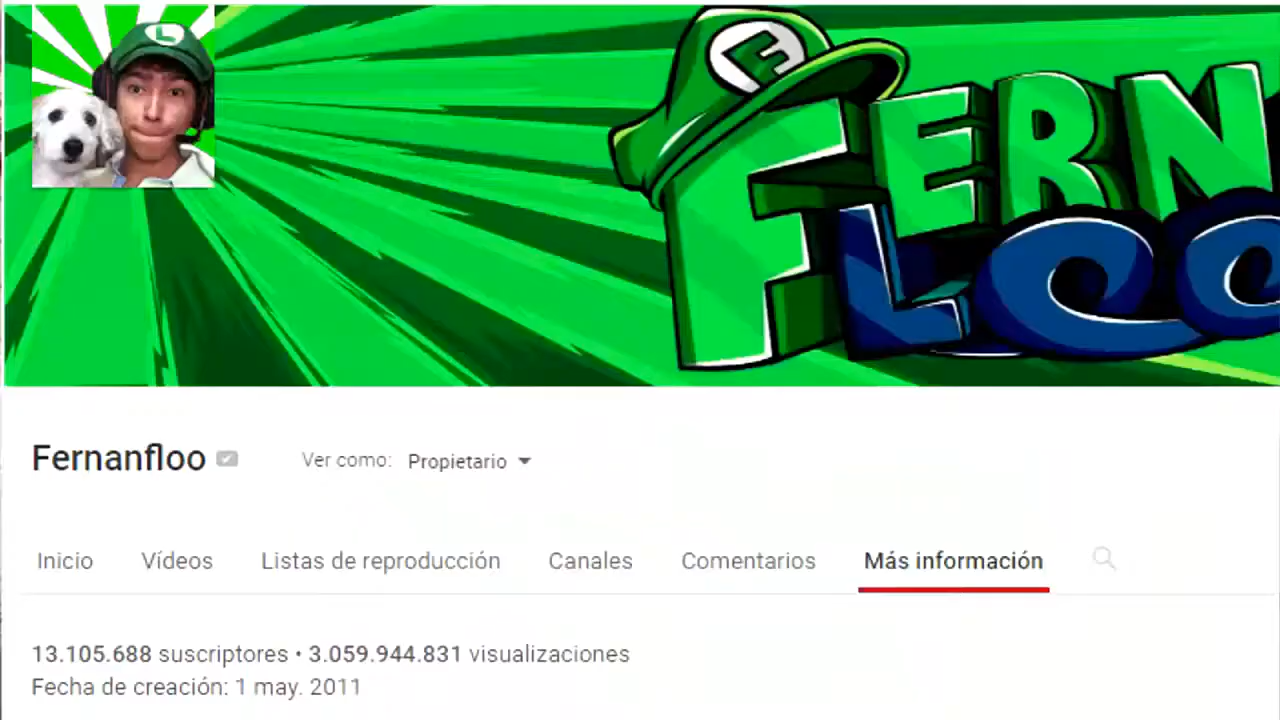 L
F
FERN
FLOO
Fernanfloo
Ver como: Propietario
Inicio Vídeos Listas de reproducción Canales Comentarios Más información
13.105.688 suscriptores • 3.059.944.831 visualizaciones
Fecha de creación: 1 may. 2011